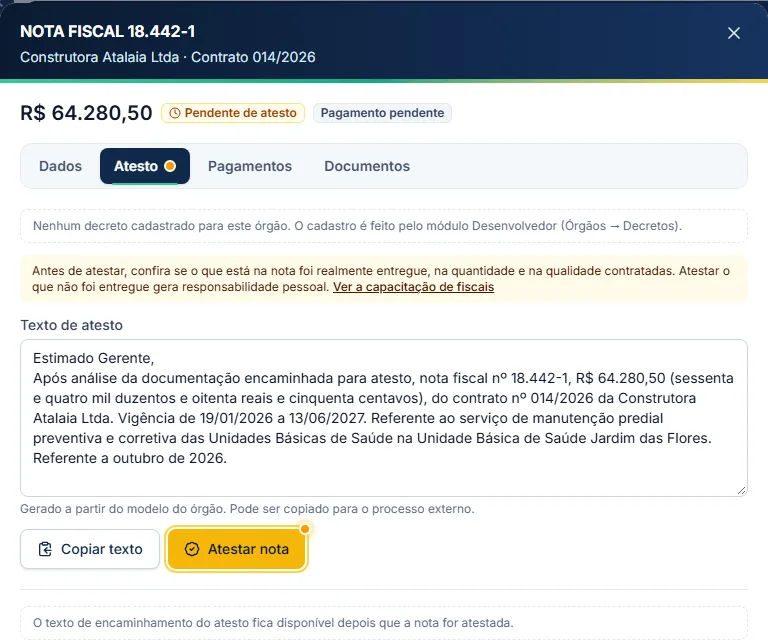 NOTA FISCAL 18.442-1
Construtora Atalaia Ltda · Contrato 014/2026
R$ 64.280,50 Pendente de atesto Pagamento pendente
Dados Atesto Pagamentos Documentos
Nenhum decreto cadastrado para este órgão. O cadastro é feito pelo módulo Desenvolvedor (Órgãos → Decretos).
Antes de atestar, confira se o que está na nota foi realmente entregue, na quantidade e na qualidade contratadas. Atestar o
que não foi entregue gera responsabilidade pessoal. Ver a capacitação de fiscais
Texto de atesto
Estimado Gerente,
Após análise da documentação encaminhada para atesto, nota fiscal nº 18.442-1, R$ 64.280,50 (sessenta
e quatro mil duzentos e oitenta reais e cinquenta centavos), do contrato nº 014/2026 da Construtora
Atalaia Ltda. Vigência de 19/01/2026 a 13/06/2027. Referente ao serviço de manutenção predial
preventiva e corretiva das Unidades Básicas de Saúde na Unidade Básica de Saúde Jardim das Flores.
Referente a outubro de 2026.
Gerado a partir do modelo do órgão. Pode ser copiado para o processo externo.
Copiar texto Atestar nota
O texto de encaminhamento do atesto fica disponível depois que a nota for atestada.